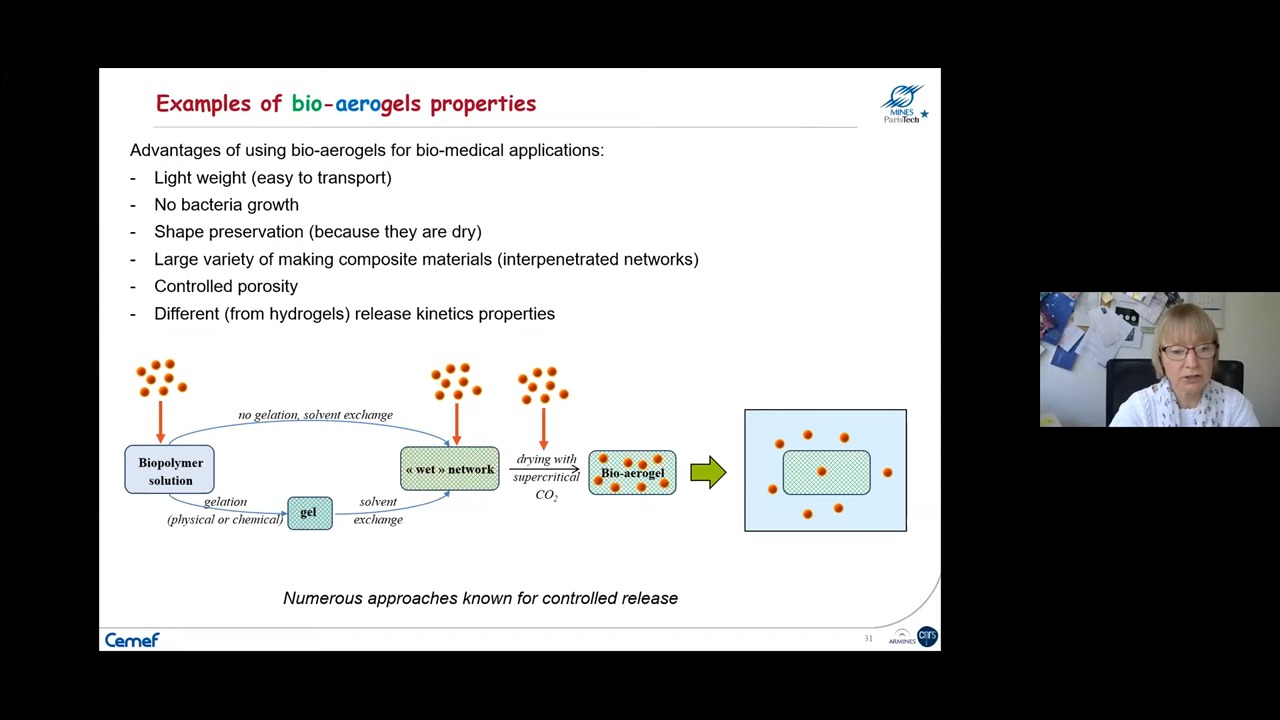 Examples of bio-aerogels properties
MINES
ParisTech
Advantages of using bio-aerogels for bio-medical applications:
- Light weight (easy to transport)
- No bacteria growth
- Shape preservation (because they are dry)
- Large variety of making composite materials (interpenetrated networks)
- Controlled porosity
- Different (from hydrogels) release kinetics properties
no gelation, solvent exchange
Biopolymer
solution
« wet » network
drying with
supercritical
CO2
Bio-aerogel
gelation
(physical or chemical)
gel
solvent
exchange
Numerous approaches known for controlled release
Cemef
31
ARMINES
cnrs